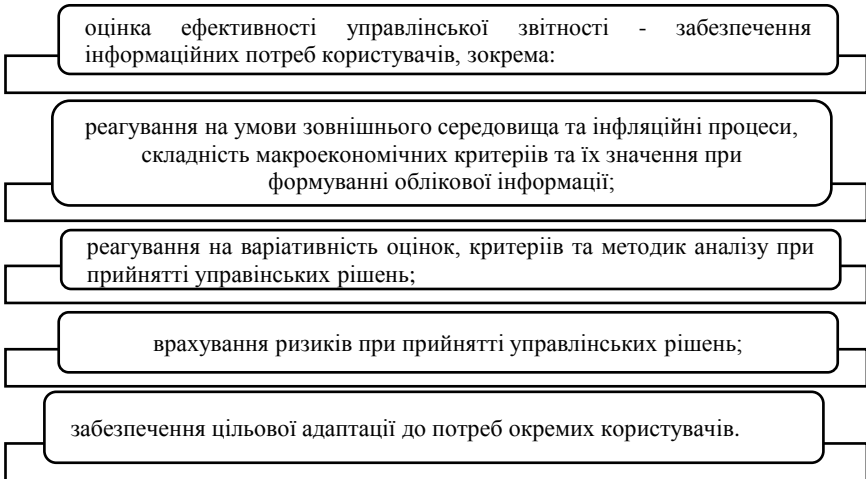 оцінка ефективності управлінської звітності - забезпечення
інформаційних потреб користувачів, зокрема:
реагування на умови зовнішнього середовища та інфляційні процеси,
складність макроекономічних критеріїв та їх значення при
формуванні облікової інформації;
реагування на варіативність оцінок, критеріїв та методик аналізу при
прийнятті управінських рішень;
врахування ризиків при прийнятті управлінських рішень;
забезпечення цільової адаптації до потреб окремих користувачів.